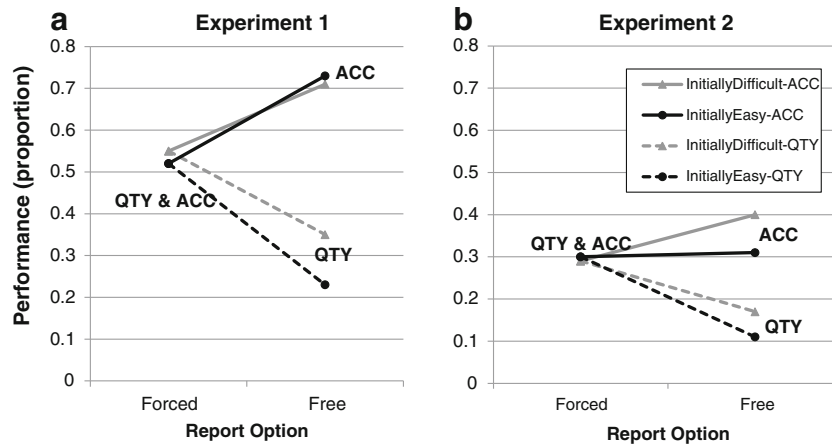 a
Experiment 1
Performance (proportion)
0.8
0.7
0.6
0.5
0.4
0.3
0.2
0.1
0
ACC
QTY & ACC
QTY
Forced
Free
Report Option
b
Experiment 2
0.8
0.7
0.6
0.5
0.4
0.3
0.2
0.1
0
InitiallyDifficult-ACC
InitiallyEasy-ACC
InitiallyDifficult-QTY
InitiallyEasy-QTY
QTY & ACC
ACC
QTY
Forced
Free
Report Option